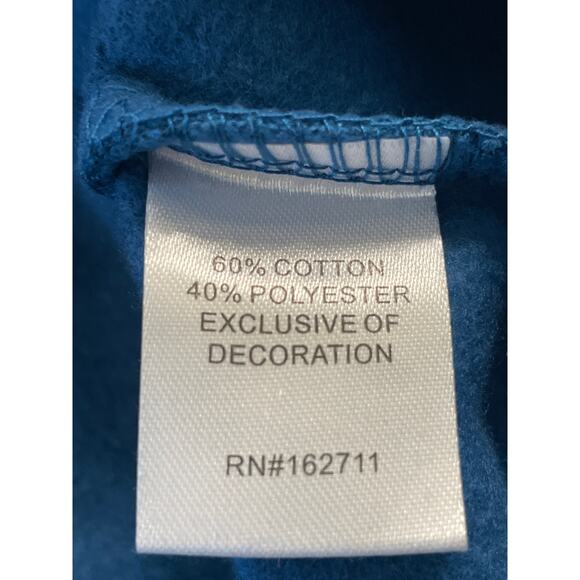 60% COTTON
40% POLYESTER
EXCLUSIVE OF
DECORATION
RN#162711